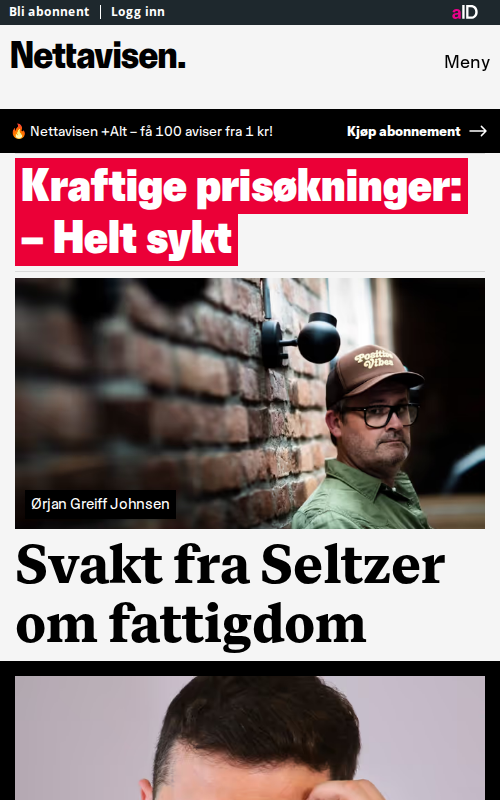 Bli abonnent | Logg inn
aID
Nettavisen.
Meny
🔥 Nettavisen +Alt – få 100 aviser fra 1 kr!
Kjøp abonnement →
Kraftige prisøkninger:
– Helt sykt
Positive
Vibes
Ørjan Greiff Johnsen
Svakt fra Seltzer
om fattigdom